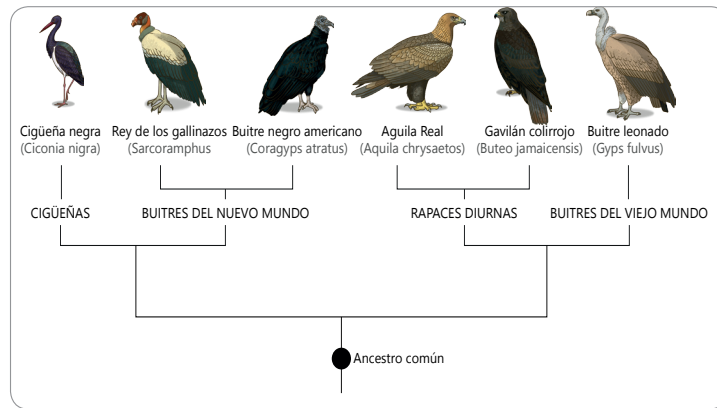 Cigüeña negra
(Ciconia nigra)
Rey de los gallinazos
(Sarcoramphus
Buitre negro americano
(Coragyps atratus)
Aguila Real
(Aquila chrysaetos)
Gavilán colirrojo
(Buteo jamaicensis)
Buitre leonado
(Gyps fulvus)
CIGÜEÑAS
BUITRES DEL NUEVO MUNDO
RAPACES DIURNAS
BUITRES DEL VIEJO MUNDO
Ancestro común